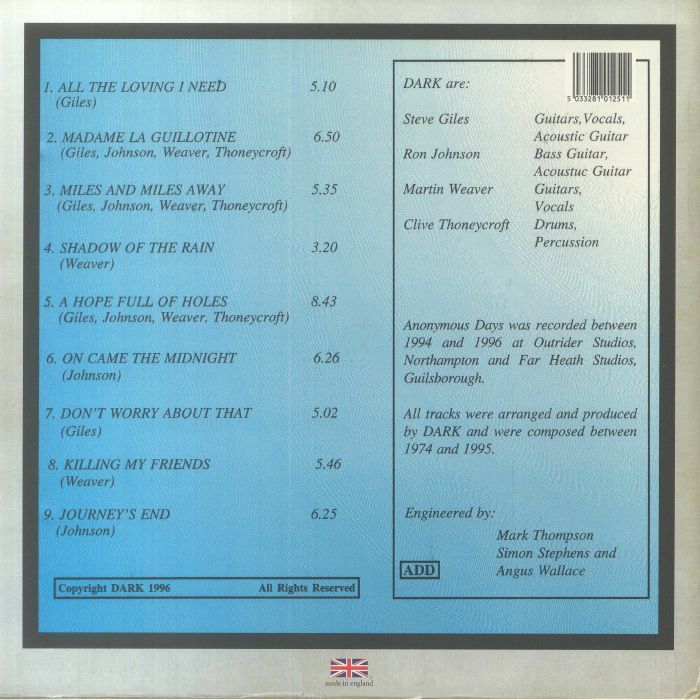 1. ALL THE LOVING I NEED 5.10
(Giles)
2. MADAME LA GUILLOTINE 6.50
(Giles, Johnson, Weaver, Thoneycroft)
3. MILES AND MILES AWAY 5.35
(Giles, Johnson, Weaver, Thoneycroft)
4. SHADOW OF THE RAIN 3.20
(Weaver)
5. A HOPE FULL OF HOLES 8.43
(Giles, Johnson, Weaver, Thoneycroft)
6. ON CAME THE MIDNIGHT 6.26
(Johnson)
7. DON'T WORRY ABOUT THAT 5.02
(Giles)
8. KILLING MY FRIENDS 5.46
(Weaver)
9. JOURNEY'S END 6.25
(Johnson)
Copyright DARK 1996 All Rights Reserved
DARK are:
5 033281 012511
Steve Giles Guitars,Vocals,
Acoustic Guitar
Ron Johnson Bass Guitar,
Acoustuc Guitar
Martin Weaver Guitars,
Vocals
Clive Thoneycroft Drums,
Percussion
Anonymous Days was recorded between
1994 and 1996 at Outrider Studios,
Northampton and Far Heath Studios,
Guilsborough.
All tracks were arranged and produced
by DARK and were composed between
1974 and 1995.
Engineered by:
Mark Thompson
Simon Stephens and
Angus Wallace
ADD
made in england